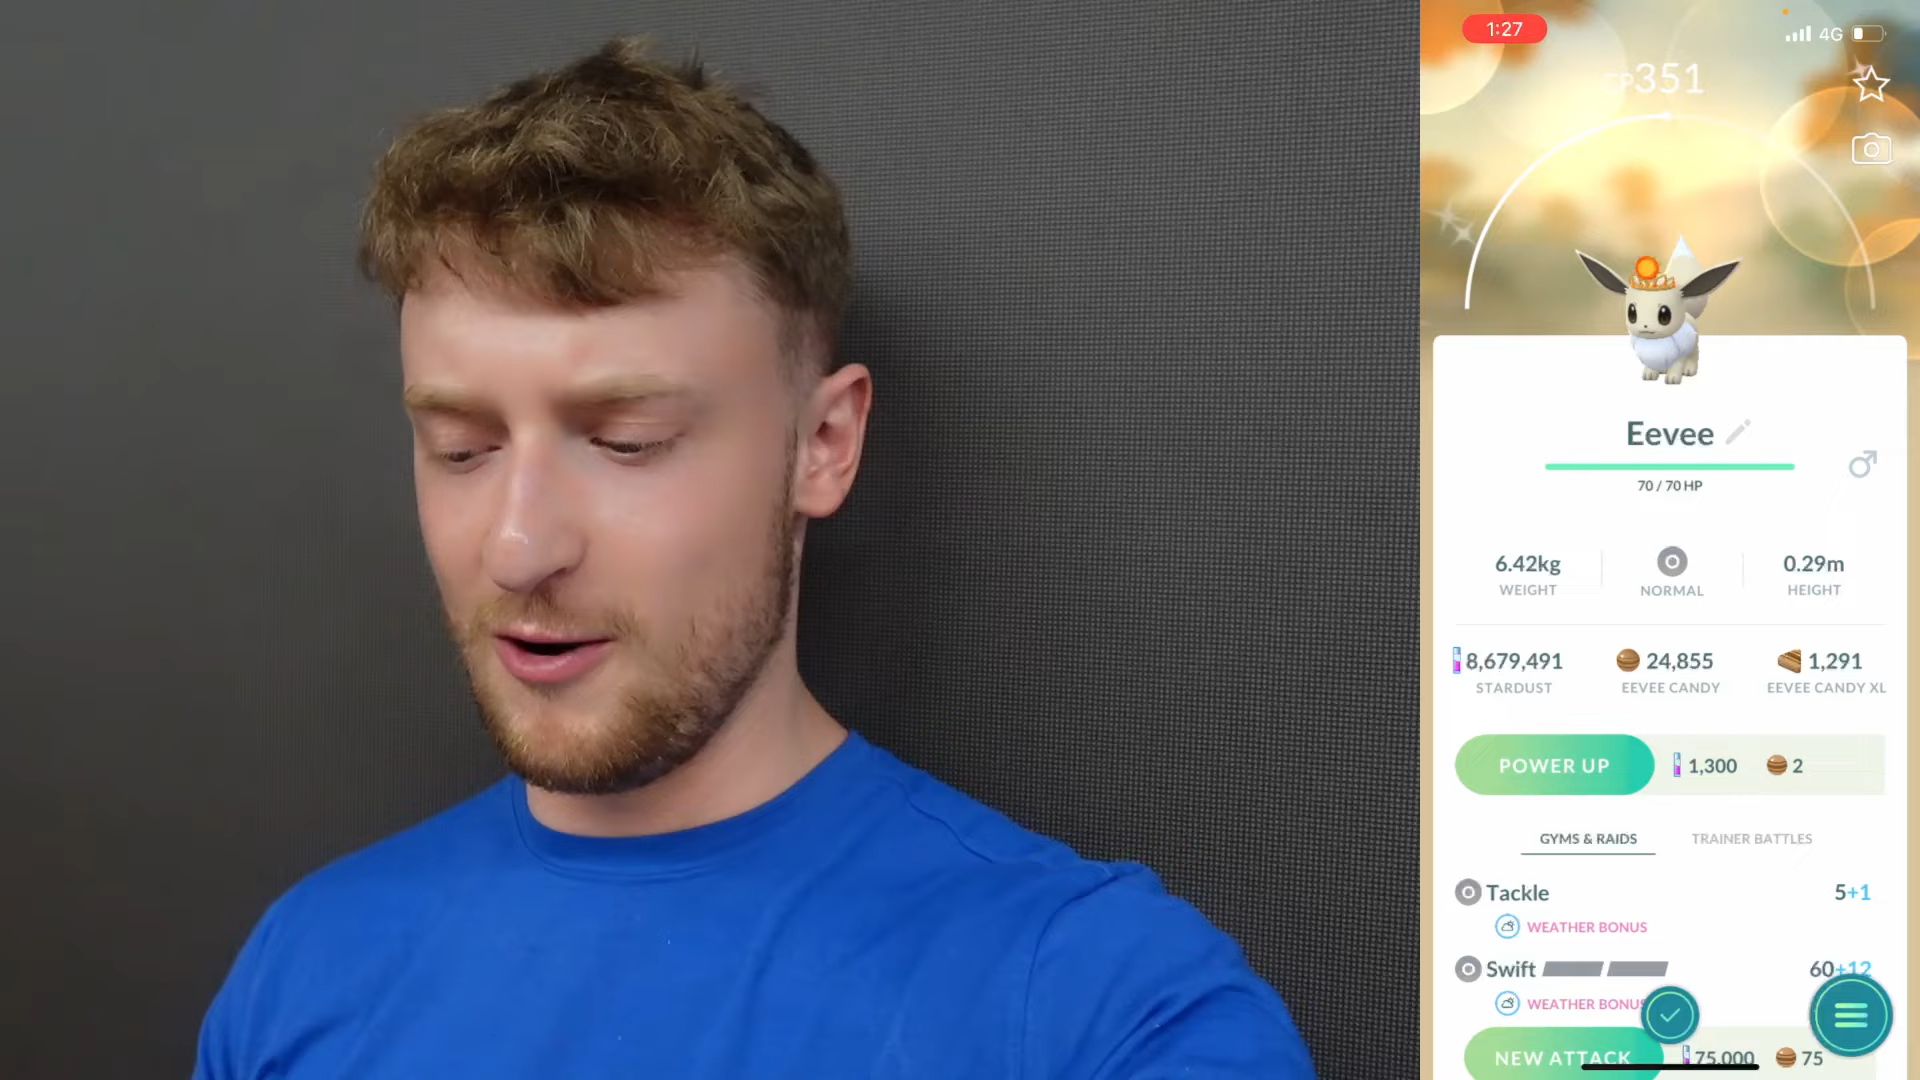 1:27
4G
CP351
Eevee
70 / 70 HP
6.42kg
WEIGHT
NORMAL
0.29m
HEIGHT
8,679,491
STARDUST
24,855
EEVEE CANDY
1,291
EEVEE CANDY XL
POWER UP
1,300
2
GYMS & RAIDS
TRAINER BATTLES
Tackle
5+1
WEATHER BONUS
Swift
60+12
WEATHER BONUS
NEW ATTACK
75,000
75